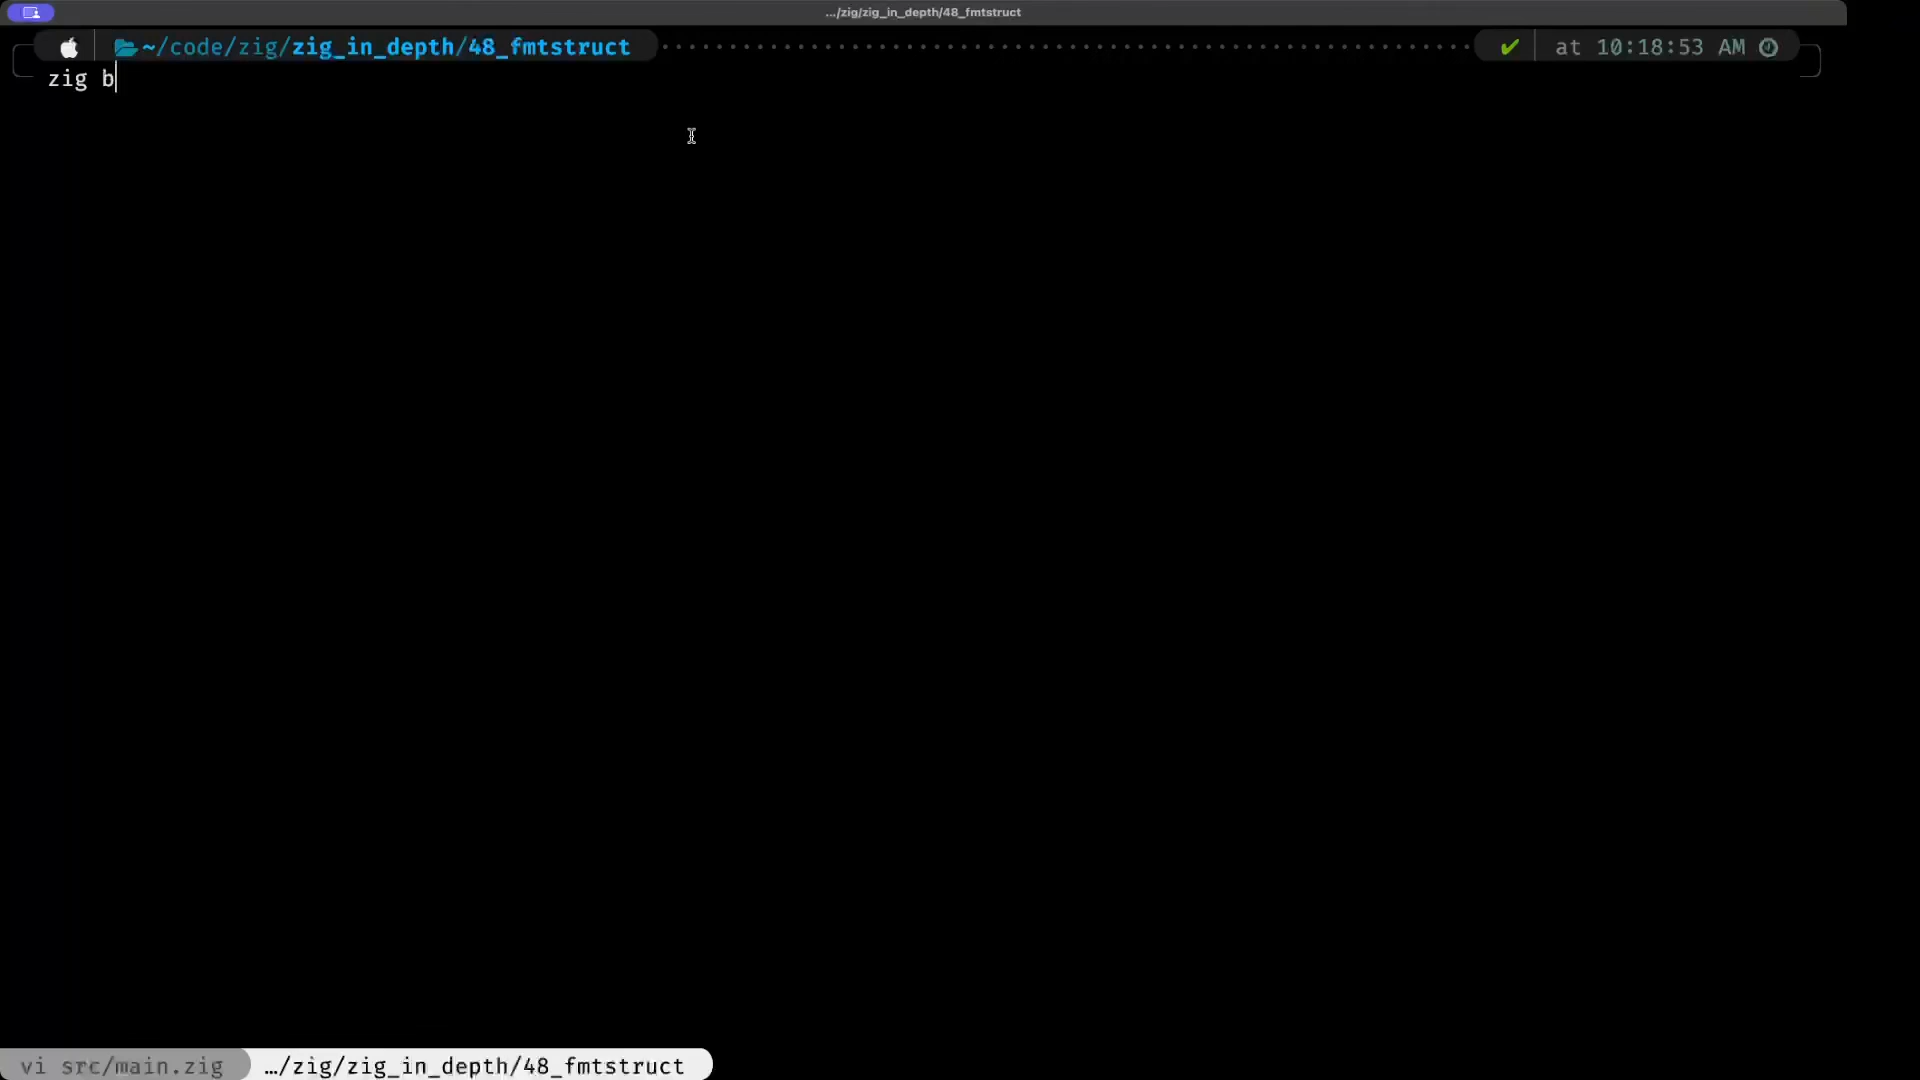 .../zig/zig_in_depth/48_fmtstruct
~/code/zig/zig_in_depth/48_fmtstruct
✔ at 10:18:53 AM
zig b
vi src/main.zig
…/zig/zig_in_depth/48_fmtstruct